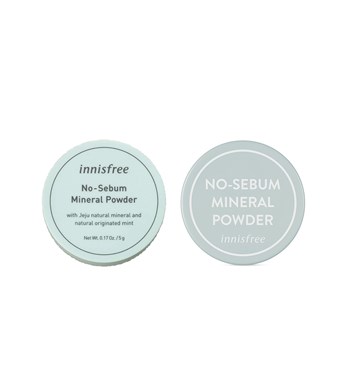 innisfree
No-Sebum
Mineral Powder
with Jeju natural mineral and
natural originated mint
Net Wt. 0.17 Oz. / 5 g
NO-SEBUM
MINERAL
POWDER
innisfree